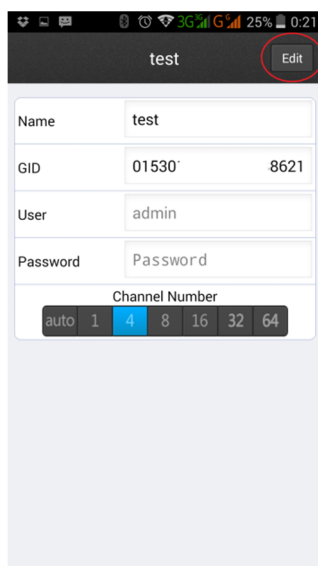 3G G 25% 0:21
test Edit
Name test
GID 01530 8621
User admin
Password Password
Channel Number
auto 1 4 8 16 32 64